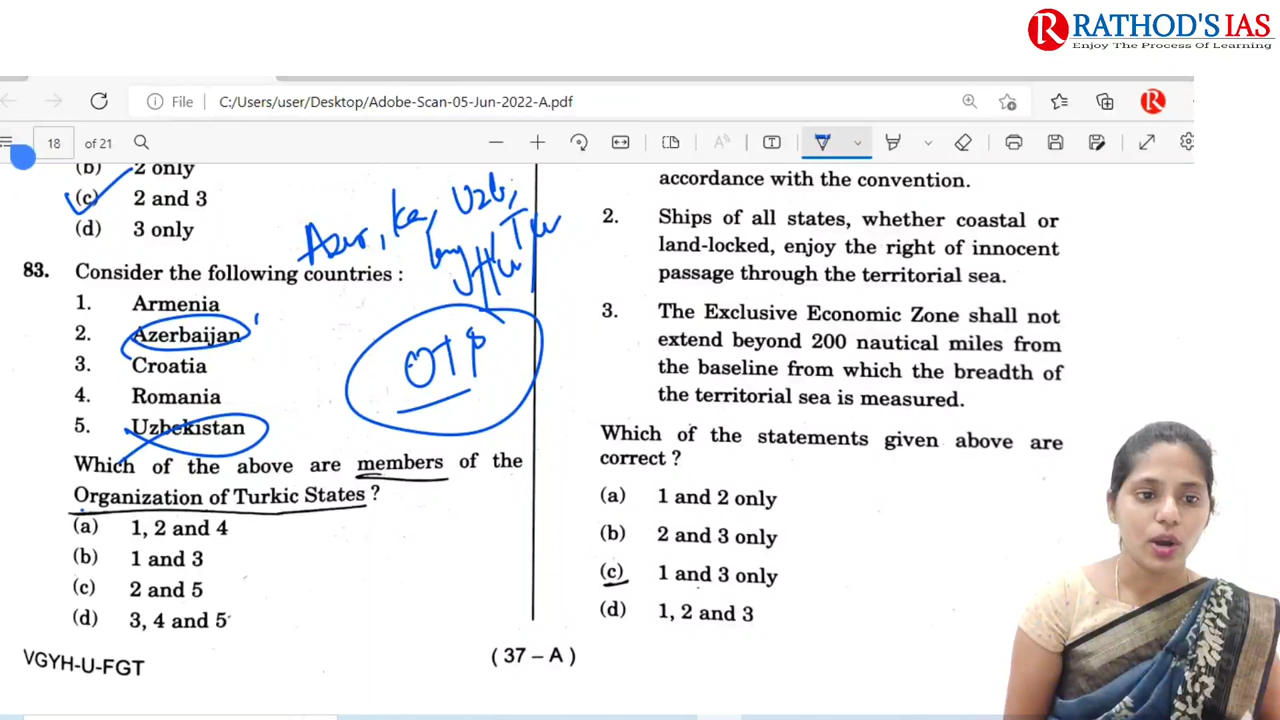 RATHOD'S IAS
Enjoy The Process Of Learning
File C:/Users/user/Desktop/Adobe-Scan-05-Jun-2022-A.pdf
18 of 21
(b) 2 only
(c) 2 and 3
(d) 3 only
83. Consider the following countries :
1. Armenia
2. Azerbaijan
3. Croatia
4. Romania
5. Uzbekistan
Which of the above are members of the
Organization of Turkic States ?
(a) 1, 2 and 4
(b) 1 and 3
(c) 2 and 5
(d) 3, 4 and 5
VGYH-U-FGT
Azer, Ka, Uzb,
accordance with the convention.
2. Ships of all states, whether coastal or
land-locked, enjoy the right of innocent
passage through the territorial sea.
3. The Exclusive Economic Zone shall not
extend beyond 200 nautical miles from
the baseline from which the breadth of
the territorial sea is measured.
Which of the statements given above are
correct ?
(a) 1 and 2 only
(b) 2 and 3 only
(c) 1 and 3 only
(d) 1, 2 and 3
( 37 – A )